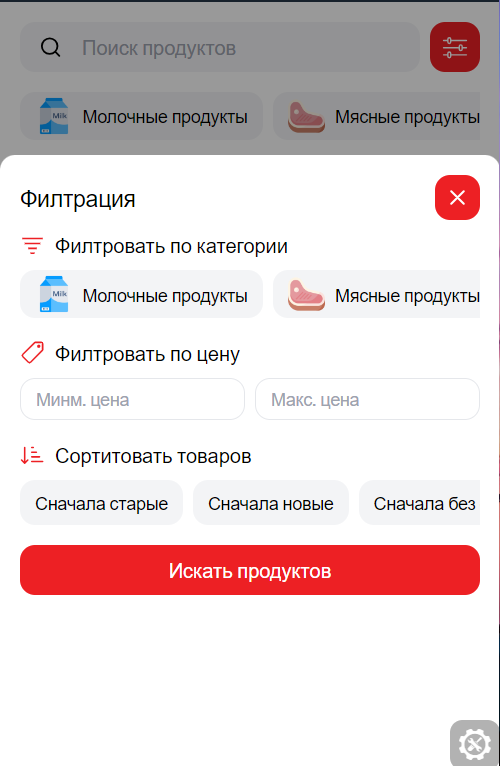 Поиск продуктов
Milk
Молочные продукты
Мясные продукты
Филтрация
Филтровать по категории
Milk
Молочные продукты
Мясные продукты
Филтровать по цену
Минм. цена
Макс. цена
Сортитовать товаров
Сначала старые
Сначала новые
Сначала без
Искать продуктов